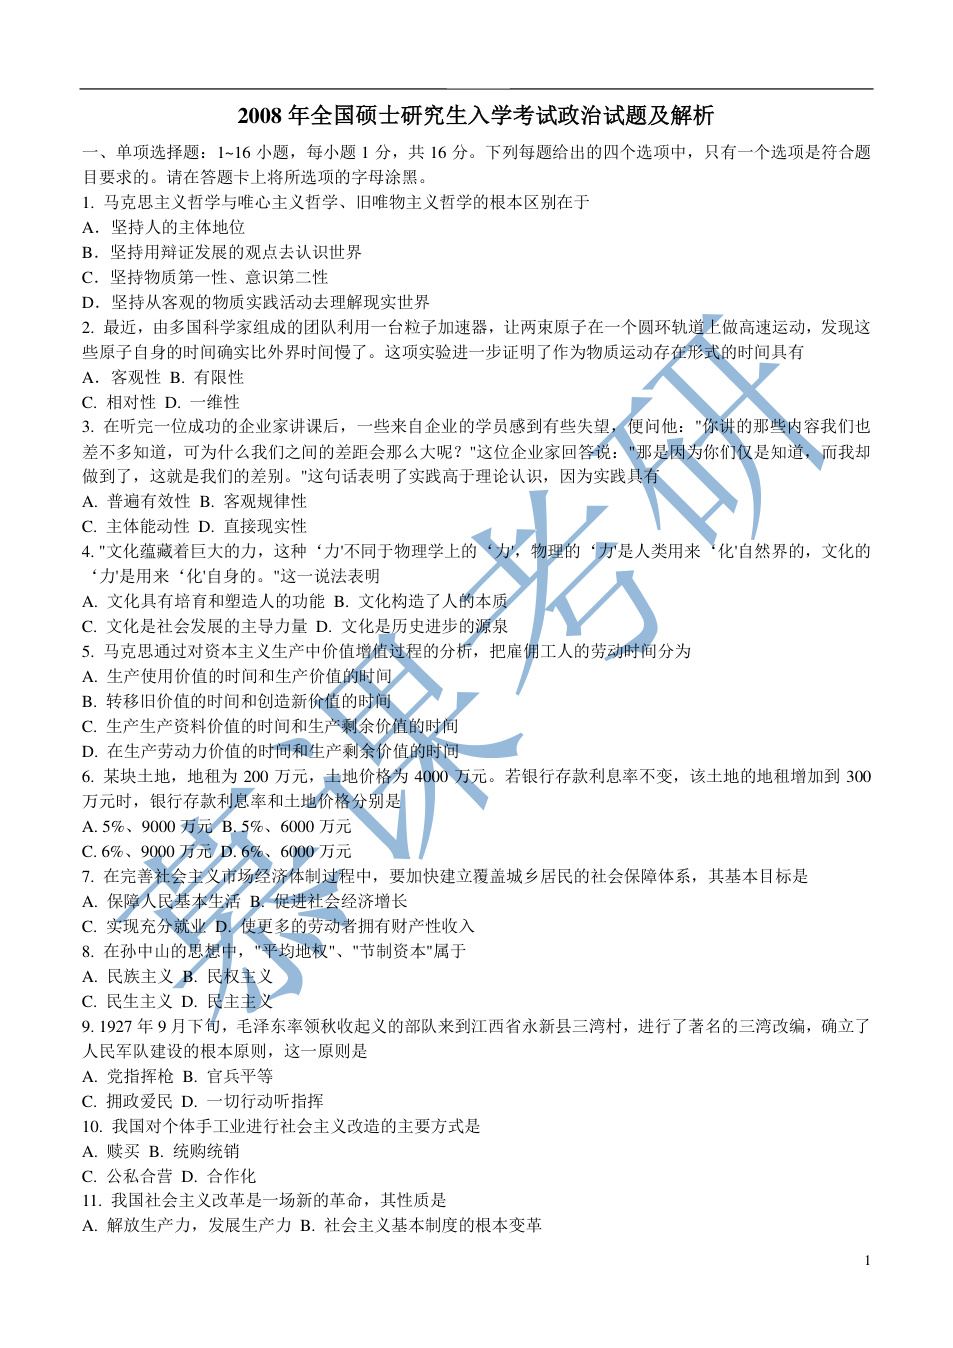 2008 年全国硕士研究生入学考试政治试题及解析
一、单项选择题：1~16 小题，每小题 1 分，共 16 分。下列每题给出的四个选项中，只有一个选项是符合题
目要求的。请在答题卡上将所选项的字母涂黑。
1. 马克思主义哲学与唯心主义哲学、旧唯物主义哲学的根本区别在于
A．坚持人的主体地位
B．坚持用辩证发展的观点去认识世界
C．坚持物质第一性、意识第二性
D．坚持从客观的物质实践活动去理解现实世界
2. 最近，由多国科学家组成的团队利用一台粒子加速器，让两束原子在一个圆环轨道上做高速运动，发现这
些原子自身的时间确实比外界时间慢了。这项实验进一步证明了作为物质运动存在形式的时间具有
A．客观性 B. 有限性
C. 相对性 D. 一维性
3. 在听完一位成功的企业家讲课后，一些来自企业的学员感到有些失望，便问他："你讲的那些内容我们也
差不多知道，可为什么我们之间的差距会那么大呢？"这位企业家回答说："那是因为你们仅是知道，而我却
做到了，这就是我们的差别。"这句话表明了实践高于理论认识，因为实践具有
A. 普遍有效性 B. 客观规律性
C. 主体能动性 D. 直接现实性
4. "文化蕴藏着巨大的力，这种‘力'不同于物理学上的‘力'，物理的‘力'是人类用来‘化'自然界的，文化的
‘力'是用来‘化'自身的。"这一说法表明
A. 文化具有培育和塑造人的功能 B. 文化构造了人的本质
C. 文化是社会发展的主导力量 D. 文化是历史进步的源泉
5. 马克思通过对资本主义生产中价值增值过程的分析，把雇佣工人的劳动时间分为
A. 生产使用价值的时间和生产价值的时间
B. 转移旧价值的时间和创造新价值的时间
C. 生产生产资料价值的时间和生产剩余价值的时间
D. 在生产劳动力价值的时间和生产剩余价值的时间
6. 某块土地，地租为 200 万元，土地价格为 4000 万元。若银行存款利息率不变，该土地的地租增加到 300
万元时，银行存款利息率和土地价格分别是
A. 5%、9000 万元 B. 5%、6000 万元
C. 6%、9000 万元 D. 6%、6000 万元
7. 在完善社会主义市场经济体制过程中，要加快建立覆盖城乡居民的社会保障体系，其基本目标是
A. 保障人民基本生活 B. 促进社会经济增长
C. 实现充分就业 D. 使更多的劳动者拥有财产性收入
8. 在孙中山的思想中，"平均地权"、"节制资本"属于
A. 民族主义 B. 民权主义
C. 民生主义 D. 民主主义
9. 1927 年 9 月下旬，毛泽东率领秋收起义的部队来到江西省永新县三湾村，进行了著名的三湾改编，确立了
人民军队建设的根本原则，这一原则是
A. 党指挥枪 B. 官兵平等
C. 拥政爱民 D. 一切行动听指挥
10. 我国对个体手工业进行社会主义改造的主要方式是
A. 赎买 B. 统购统销
C. 公私合营 D. 合作化
11. 我国社会主义改革是一场新的革命，其性质是
A. 解放生产力，发展生产力 B. 社会主义基本制度的根本变革
1
慕课考研